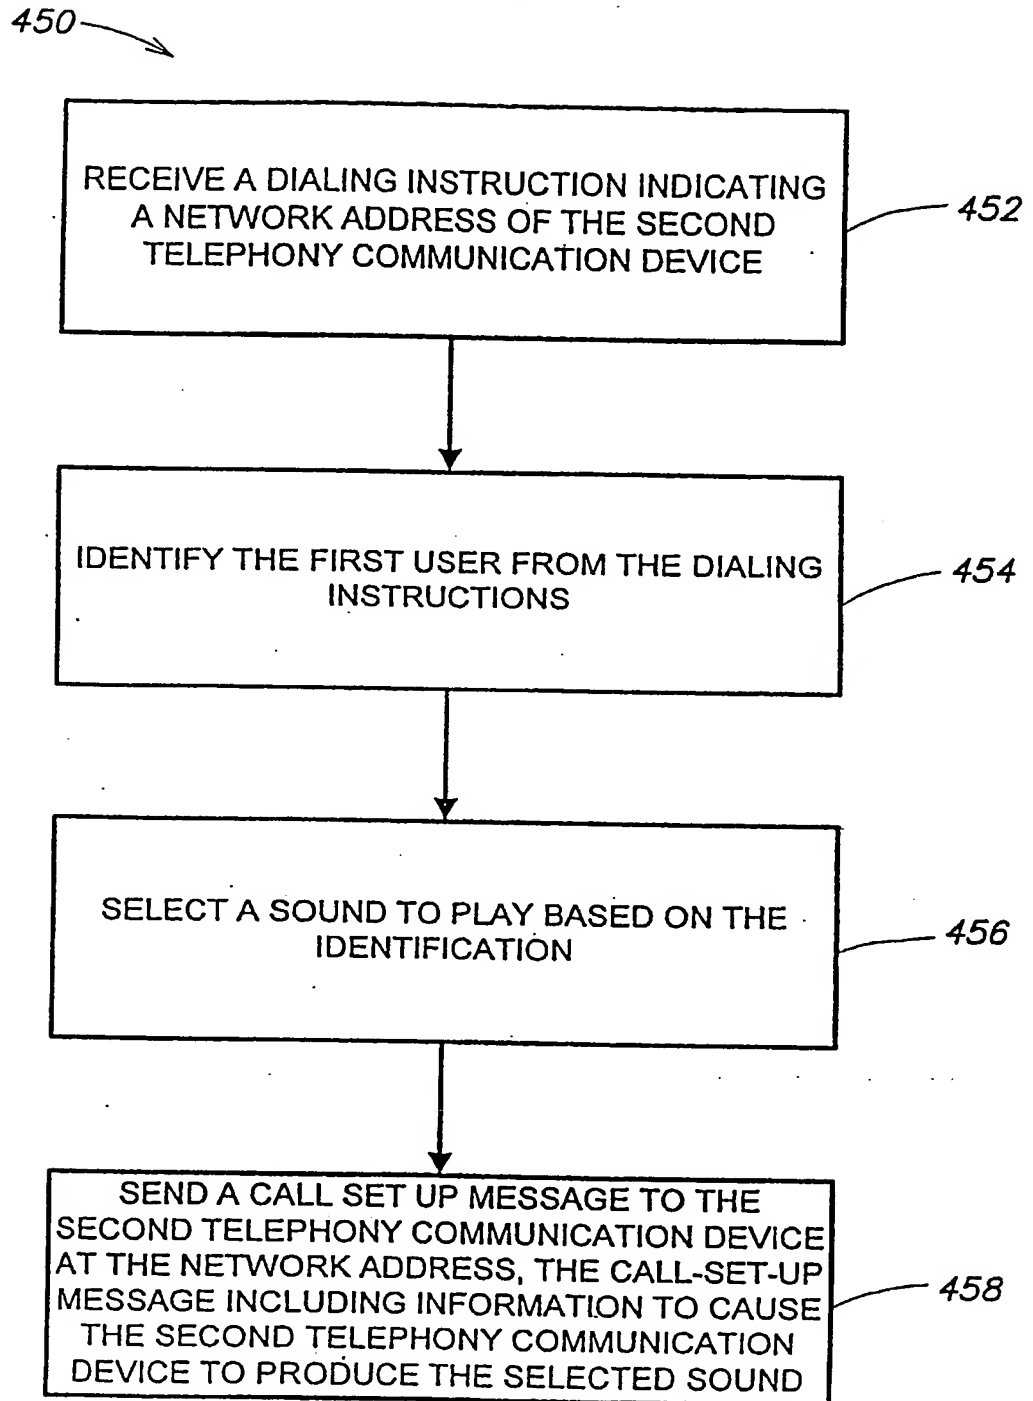 450
RECEIVE A DIALING INSTRUCTION INDICATING
A NETWORK ADDRESS OF THE SECOND
TELEPHONY COMMUNICATION DEVICE
452
IDENTIFY THE FIRST USER FROM THE DIALING
INSTRUCTIONS
454
SELECT A SOUND TO PLAY BASED ON THE
IDENTIFICATION
456
SEND A CALL SET UP MESSAGE TO THE
SECOND TELEPHONY COMMUNICATION DEVICE
AT THE NETWORK ADDRESS, THE CALL-SET-UP
MESSAGE INCLUDING INFORMATION TO CAUSE
THE SECOND TELEPHONY COMMUNICATION
DEVICE TO PRODUCE THE SELECTED SOUND
458